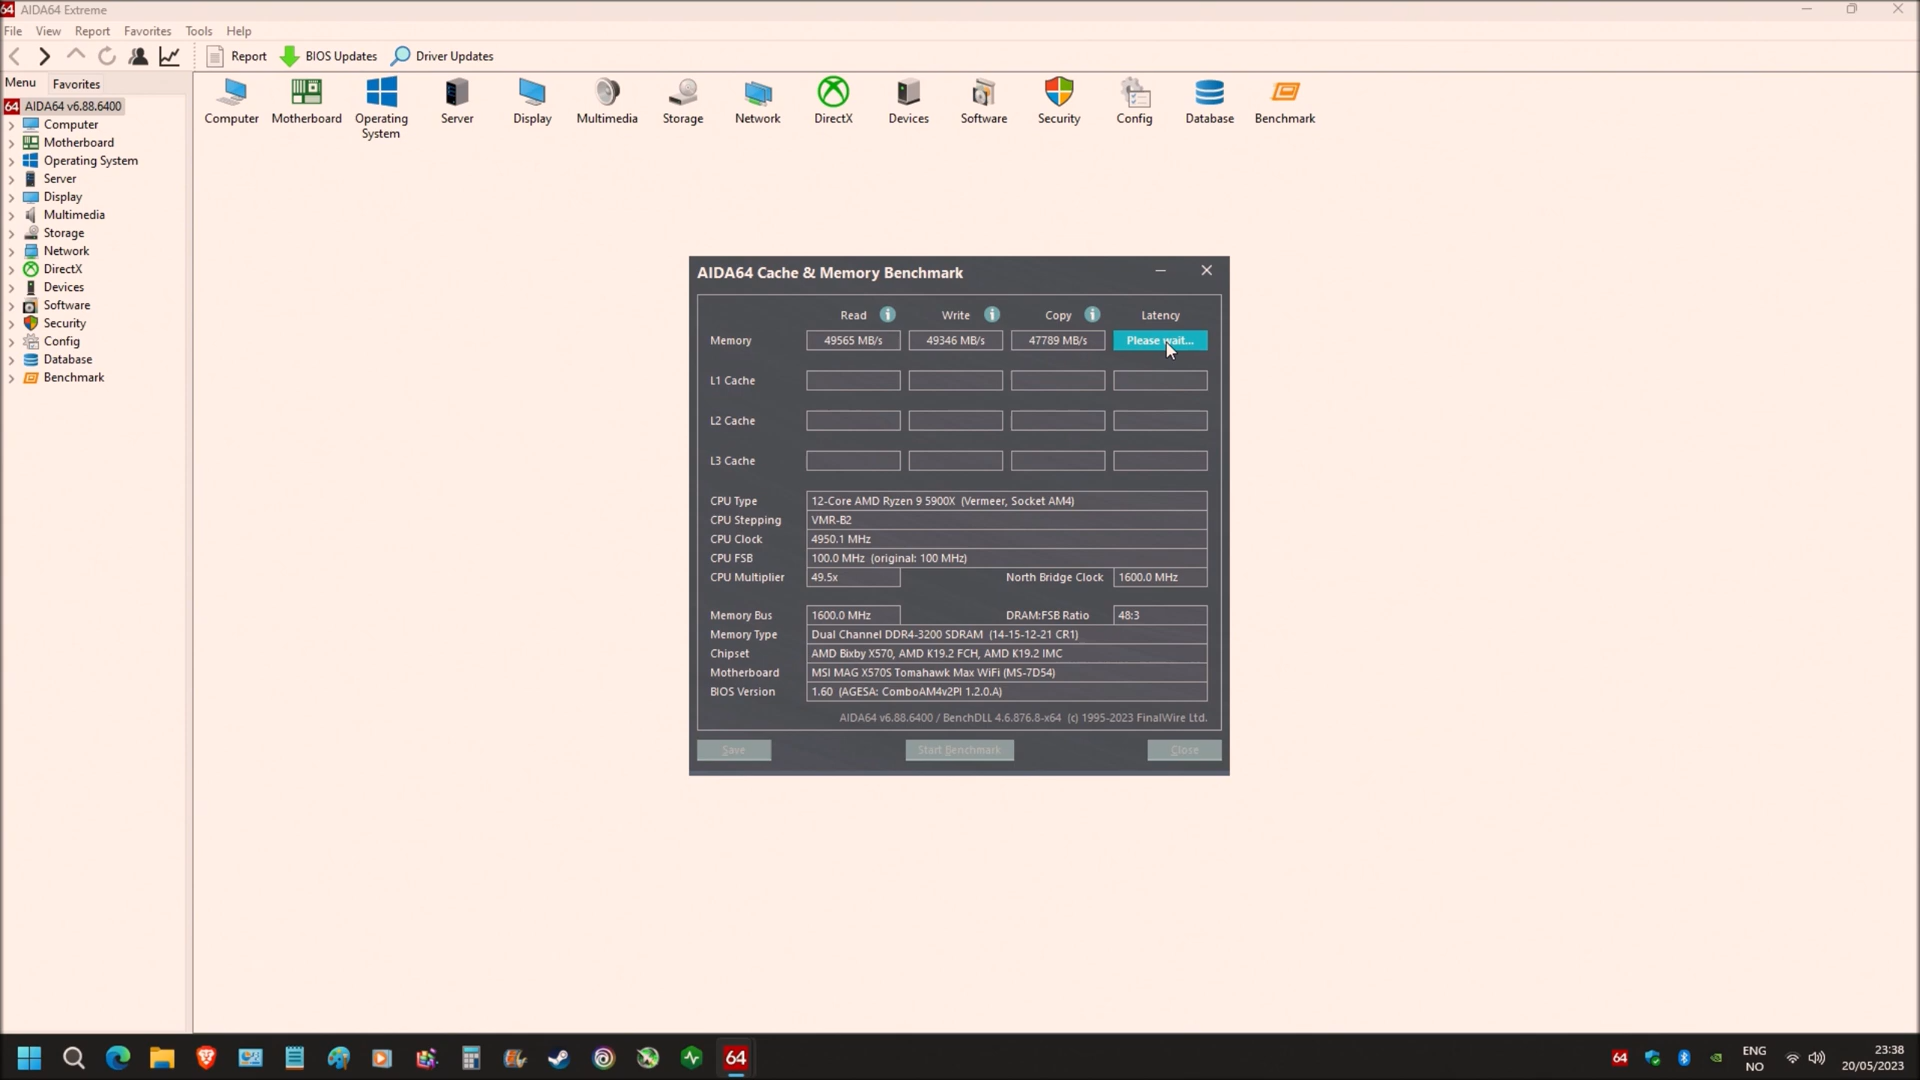 64 AIDA64 Extreme
File View Report Favorites Tools Help
Report BIOS Updates Driver Updates
Menu Favorites
64 AIDA64 v6.88.6400
Computer
Motherboard
Operating System
Server
Display
Multimedia
Storage
Network
DirectX
Devices
Software
Security
Config
Database
Benchmark
Computer Motherboard Operating Server Display Multimedia Storage Network DirectX Devices Software Security Config Database Benchmark
System
AIDA64 Cache & Memory Benchmark
Read Write Copy Latency
Memory 49565 MB/s 49346 MB/s 47789 MB/s Please wait...
L1 Cache
L2 Cache
L3 Cache
CPU Type 12-Core AMD Ryzen 9 5900X (Vermeer, Socket AM4)
CPU Stepping VMR-B2
CPU Clock 4950.1 MHz
CPU FSB 100.0 MHz (original: 100 MHz)
CPU Multiplier 49.5x North Bridge Clock 1600.0 MHz
Memory Bus 1600.0 MHz DRAM:FSB Ratio 48:3
Memory Type Dual Channel DDR4-3200 SDRAM (14-15-12-21 CR1)
Chipset AMD Bixby X570, AMD K19.2 FCH, AMD K19.2 IMC
Motherboard MSI MAG X570S Tomahawk Max WiFi (MS-7D54)
BIOS Version 1.60 (AGESA: ComboAM4v2PI 1.2.0.A)
AIDA64 v6.88.6400 / BenchDLL 4.6.876.8-x64 (c) 1995-2023 FinalWire Ltd.
Save Start Benchmark Close
64 64 ENG 23:38
NO 20/05/2023